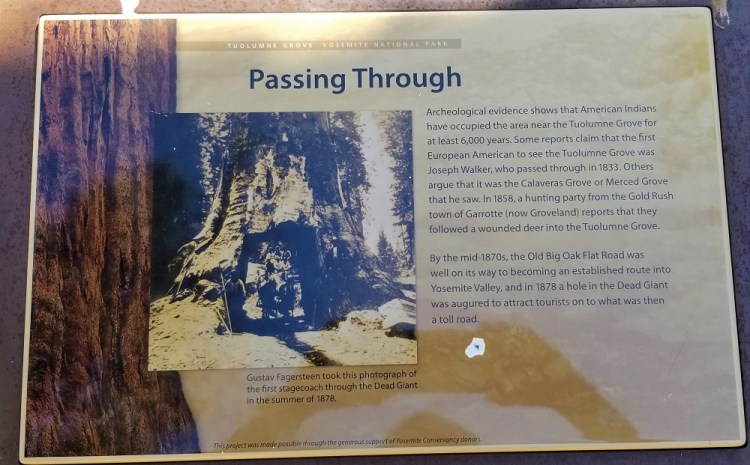 TUOLUMNE GROVE YOSEMITE NATIONAL PARK
Passing Through
Archeological evidence shows that American Indians
have occupied the area near the Tuolumne Grove for
at least 6,000 years. Some reports claim that the first
European American to see the Tuolumne Grove was
Joseph Walker, who passed through in 1833. Others
argue that it was the Calaveras Grove or Merced Grove
that he saw. In 1858, a hunting party from the Gold Rush
town of Garrotte (now Groveland) reports that they
followed a wounded deer into the Tuolumne Grove.
By the mid-1870s, the Old Big Oak Flat Road was
well on its way to becoming an established route into
Yosemite Valley, and in 1878 a hole in the Dead Giant
was augured to attract tourists on to what was then
a toll road.
Gustav Fagersteen took this photograph of
the first stagecoach through the Dead Giant
in the summer of 1878.
This project was made possible through the generous support of Yosemite Conservancy donors.